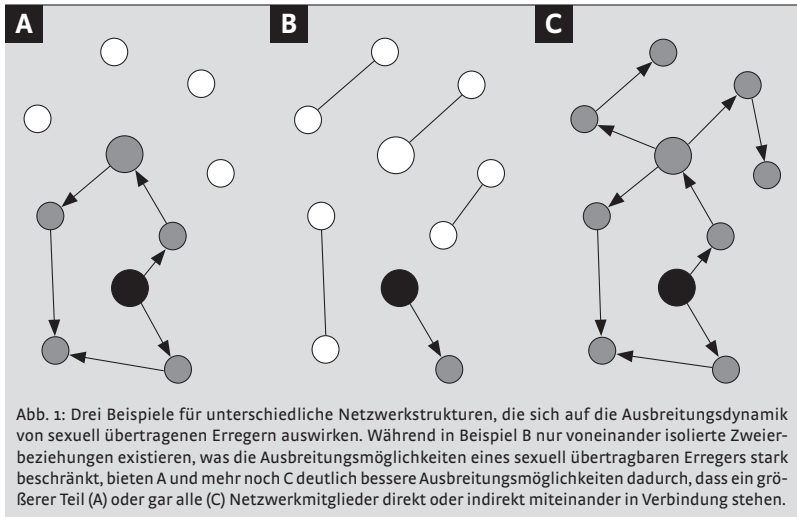 A
B
C
Abb. 1: Drei Beispiele für unterschiedliche Netzwerkstrukturen, die sich auf die Ausbreitungsdynamik
von sexuell übertragenen Erregern auswirken. Während in Beispiel B nur voneinander isolierte Zweier-
beziehungen existieren, was die Ausbreitungsmöglichkeiten eines sexuell übertragbaren Erregers stark
beschränkt, bieten A und mehr noch C deutlich bessere Ausbreitungsmöglichkeiten dadurch, dass ein grö-
ßerer Teil (A) oder gar alle (C) Netzwerkmitglieder direkt oder indirekt miteinander in Verbindung stehen.